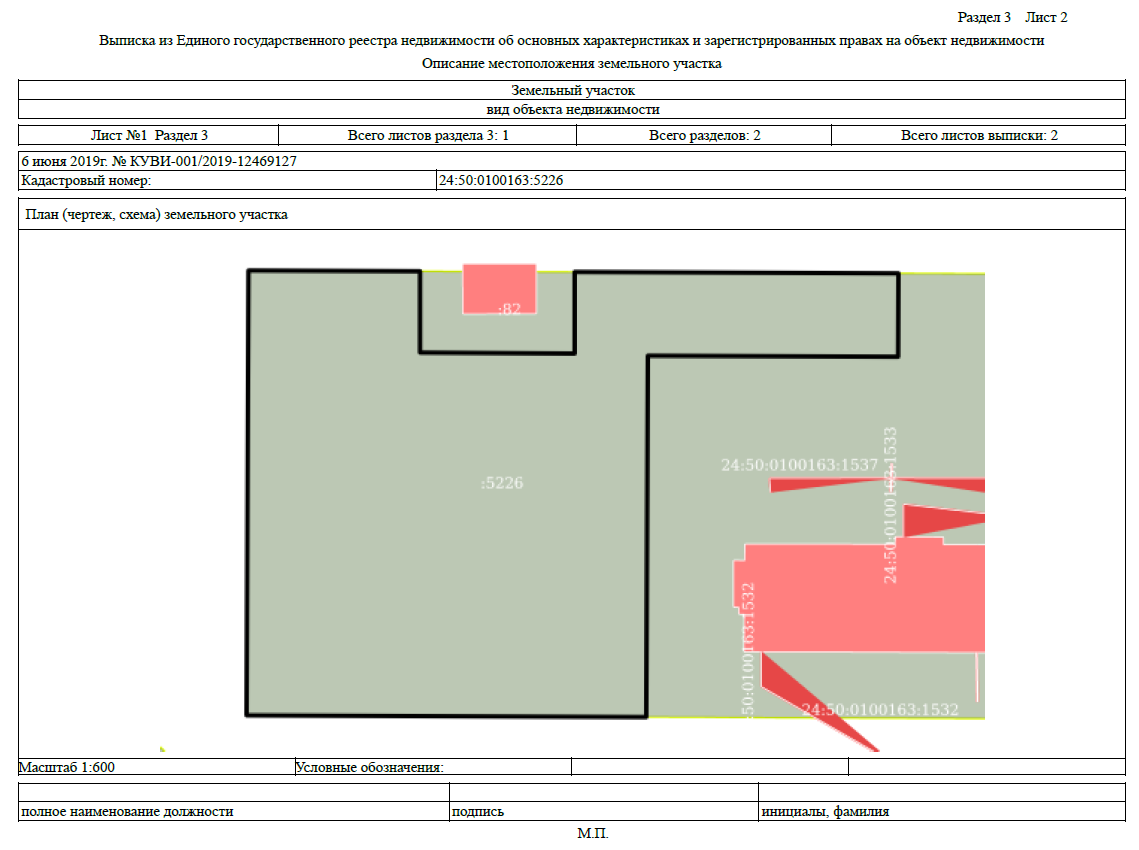 Раздел 3 Лист 2
Выписка из Единого государственного реестра недвижимости об основных характеристиках и зарегистрированных правах на объект недвижимости
Описание местоположения земельного участка
Земельный участок
вид объекта недвижимости
Лист №1 Раздел 3 Всего листов раздела 3: 1 Всего разделов: 2 Всего листов выписки: 2
6 июня 2019г. № КУВИ-001/2019-12469127
Кадастровый номер: 24:50:0100163:5226
План (чертеж, схема) земельного участка
:82
24:50:0100163:1537
24:50:0100163:1533
:5226
:50:0100163:1532
24:50:0100163:1532
Масштаб 1:600 Условные обозначения:
полное наименование должности подпись инициалы, фамилия
М.П.